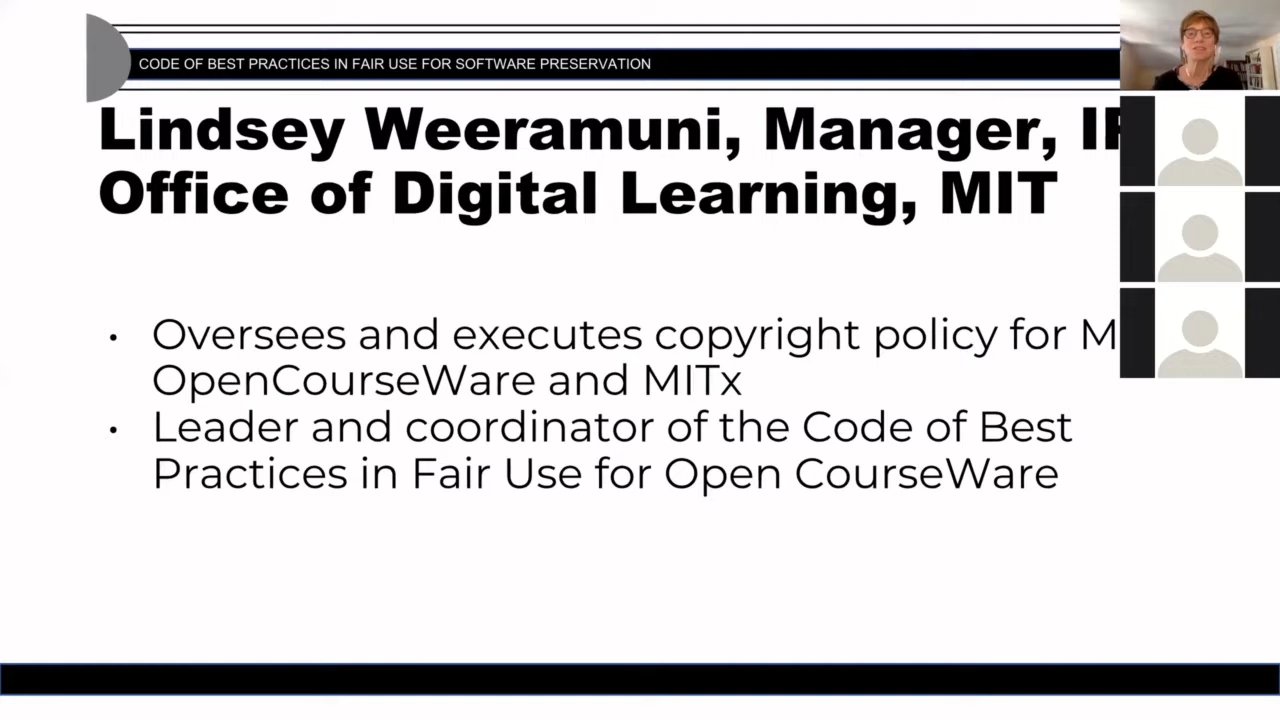 CODE OF BEST PRACTICES IN FAIR USE FOR SOFTWARE PRESERVATION
Lindsey Weeramuni, Manager,
Office of Digital Learning, MIT
• Oversees and executes copyright policy for
OpenCourseWare and MITx
• Leader and coordinator of the Code of Best
Practices in Fair Use for Open CourseWare